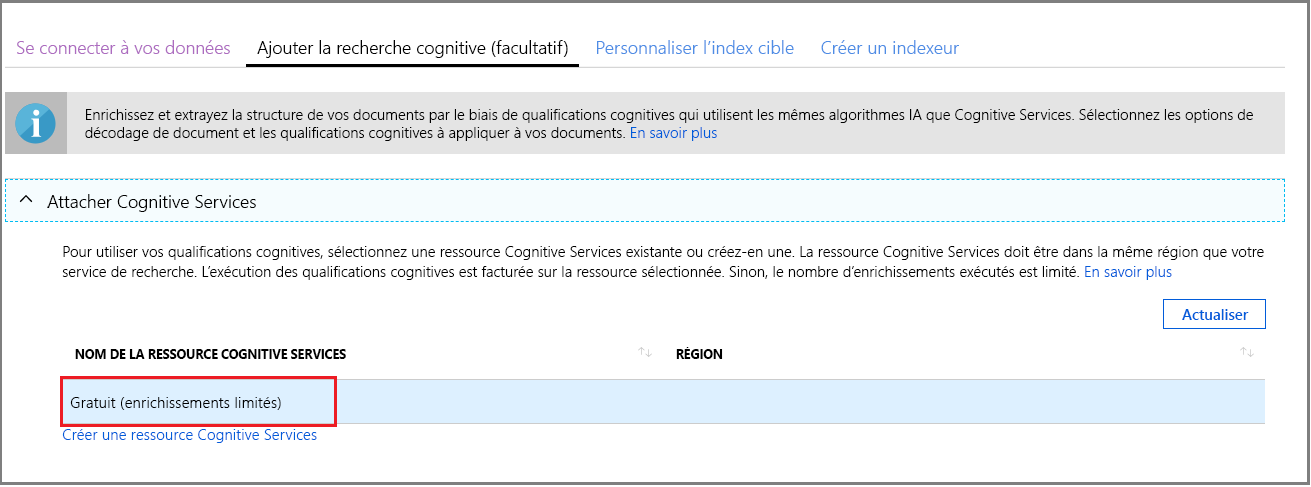 Se connecter à vos données Ajouter la recherche cognitive (facultatif) Personnaliser l’index cible Créer un indexeur
Enrichissez et extrayez la structure de vos documents par le biais de qualifications cognitives qui utilisent les mêmes algorithmes IA que Cognitive Services. Sélectionnez les options de
décodage de document et les qualifications cognitives à appliquer à vos documents. En savoir plus
Attacher Cognitive Services
Pour utiliser vos qualifications cognitives, sélectionnez une ressource Cognitive Services existante ou créez-en une. La ressource Cognitive Services doit être dans la même région que votre
service de recherche. L’exécution des qualifications cognitives est facturée sur la ressource sélectionnée. Sinon, le nombre d’enrichissements exécutés est limité. En savoir plus
Actualiser
NOM DE LA RESSOURCE COGNITIVE SERVICES RÉGION
Gratuit (enrichissements limités)
Créer une ressource Cognitive Services